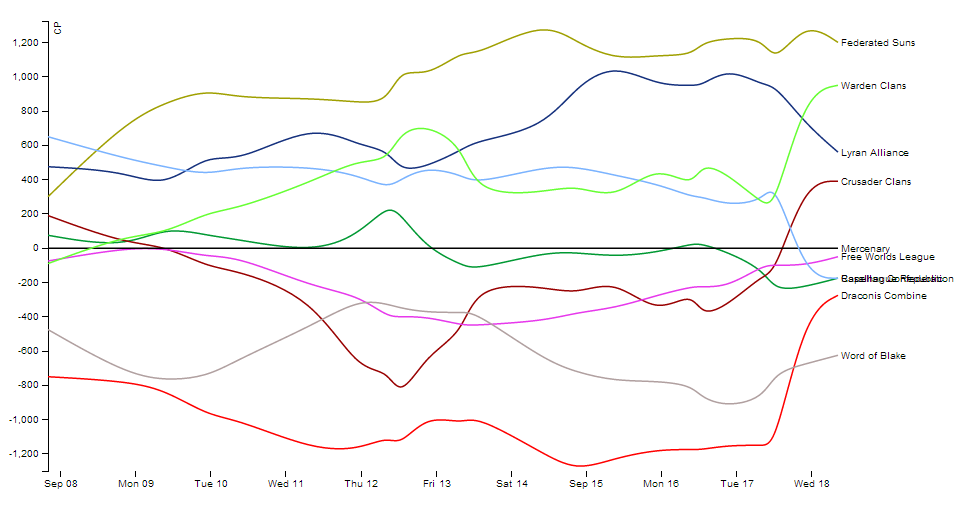 CP
1,200
1,000
800
600
400
200
0
-200
-400
-600
-800
-1,000
-1,200
Sep 08
Mon 09
Tue 10
Wed 11
Thu 12
Fri 13
Sat 14
Sep 15
Mon 16
Tue 17
Wed 18
Federated Suns
Warden Clans
Lyran Alliance
Crusader Clans
Mercenary
Free Worlds League
Draconis Combine
Word of Blake